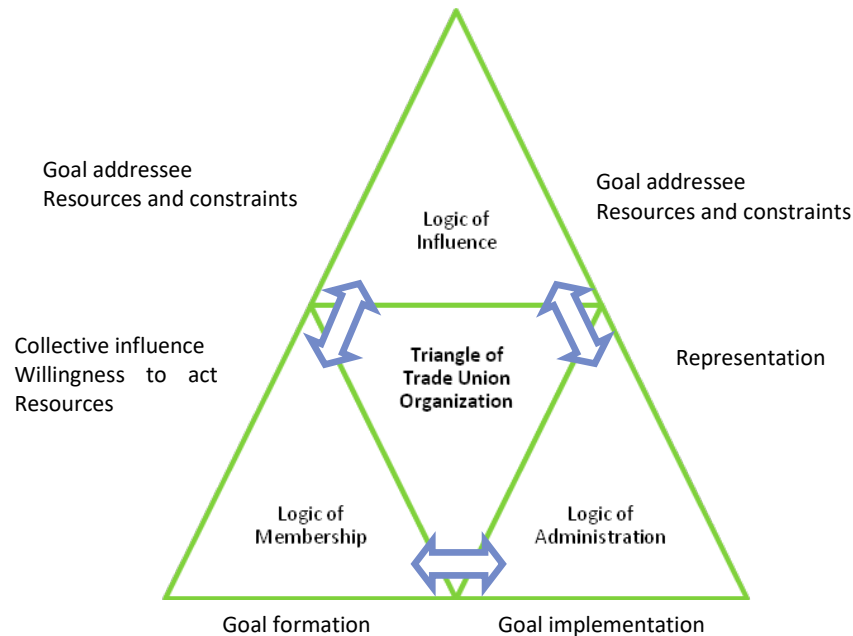 Goal addressee
Resources and constraints
Goal addressee
Resources and constraints
Logic of
Influence
Collective influence
Willingness to act
Resources
Triangle of
Trade Union
Organization
Representation
Logic of
Membership
Logic of
Administration
Goal formation
Goal implementation